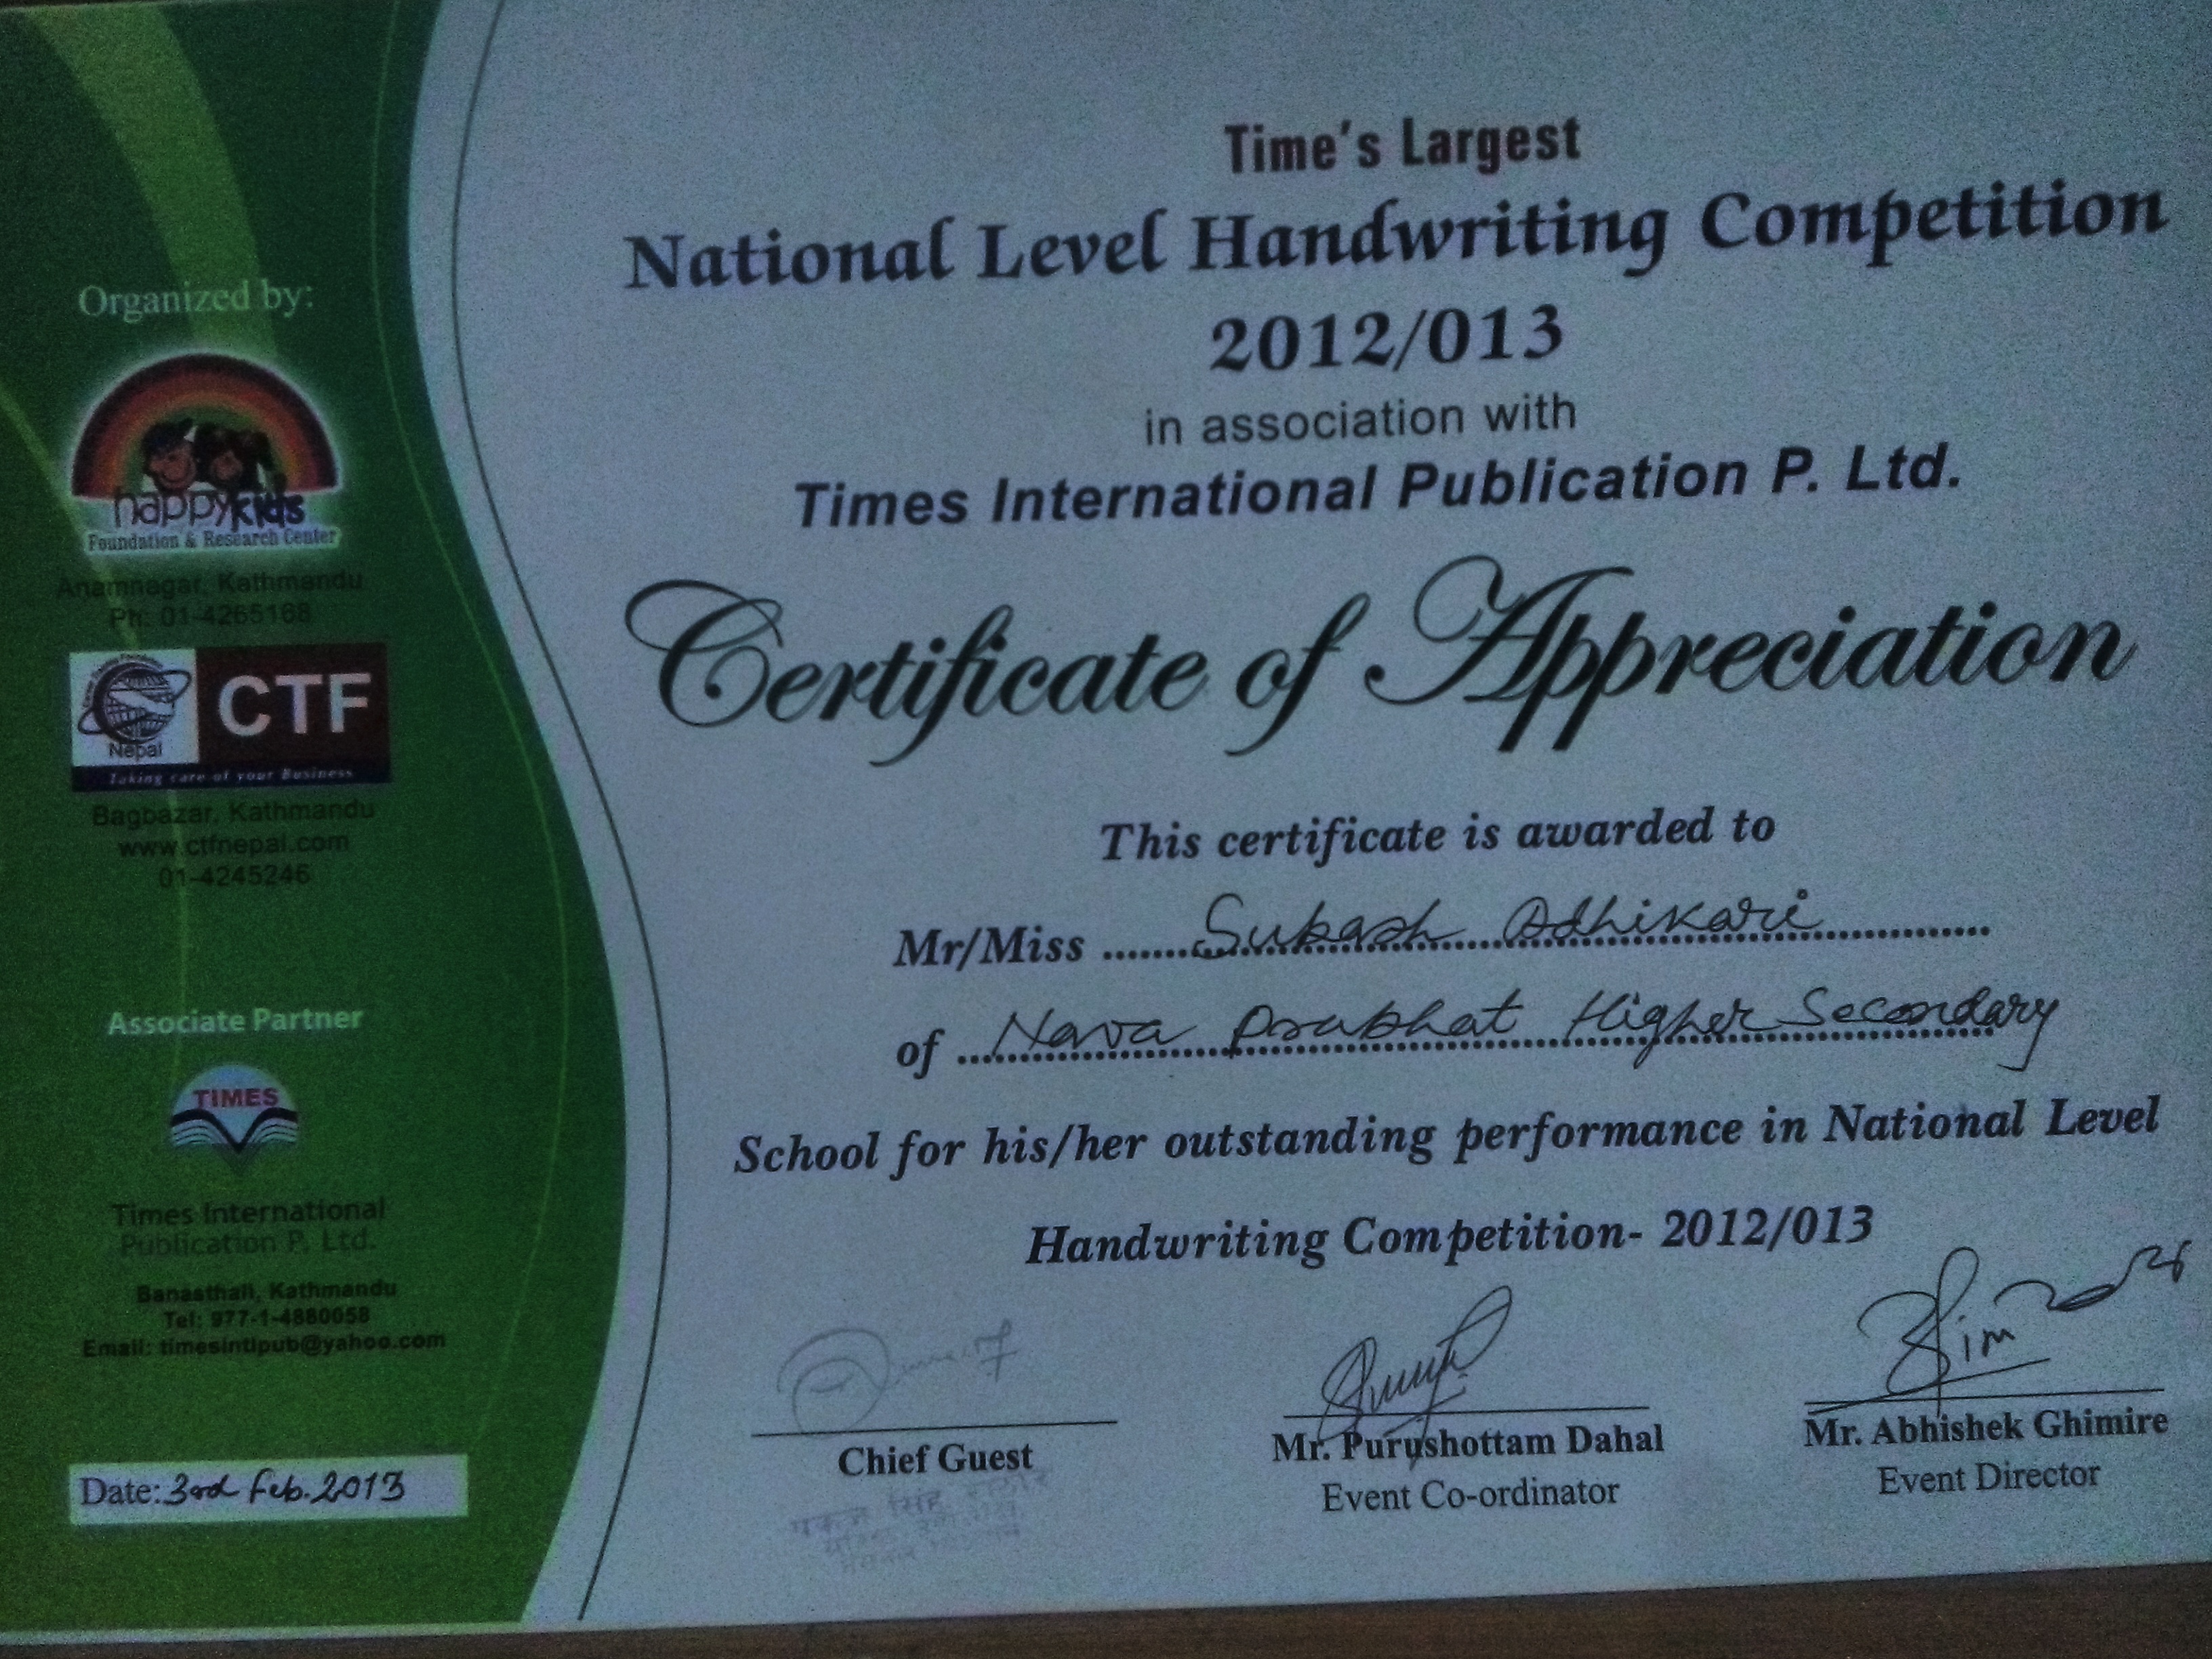 Organized by:
happykids
Foundation & Research Center
Anamnagar, Kathmandu
Ph: 01-4265168
Nepal
CTF
Taking care of your Business
Bagbazar, Kathmandu
www.ctfnepal.com
01-4245246
Associate Partner
TIMES
Times International
Publication P. Ltd.
Banasthali, Kathmandu
Tel: 977-1-4880058
Email: timesintlpub@yahoo.com
Date: 3rd Feb. 2013
Time's Largest
National Level Handwriting Competition
2012/013
in association with
Times International Publication P. Ltd.
Certificate of Appreciation
This certificate is awarded to
Mr/Miss Subash Adhikari
of Nava Prabhat Higher Secondary
School for his/her outstanding performance in National Level
Handwriting Competition- 2012/013
Chief Guest
Mr. Purushottam Dahal
Event Co-ordinator
Mr. Abhishek Ghimire
Event Director